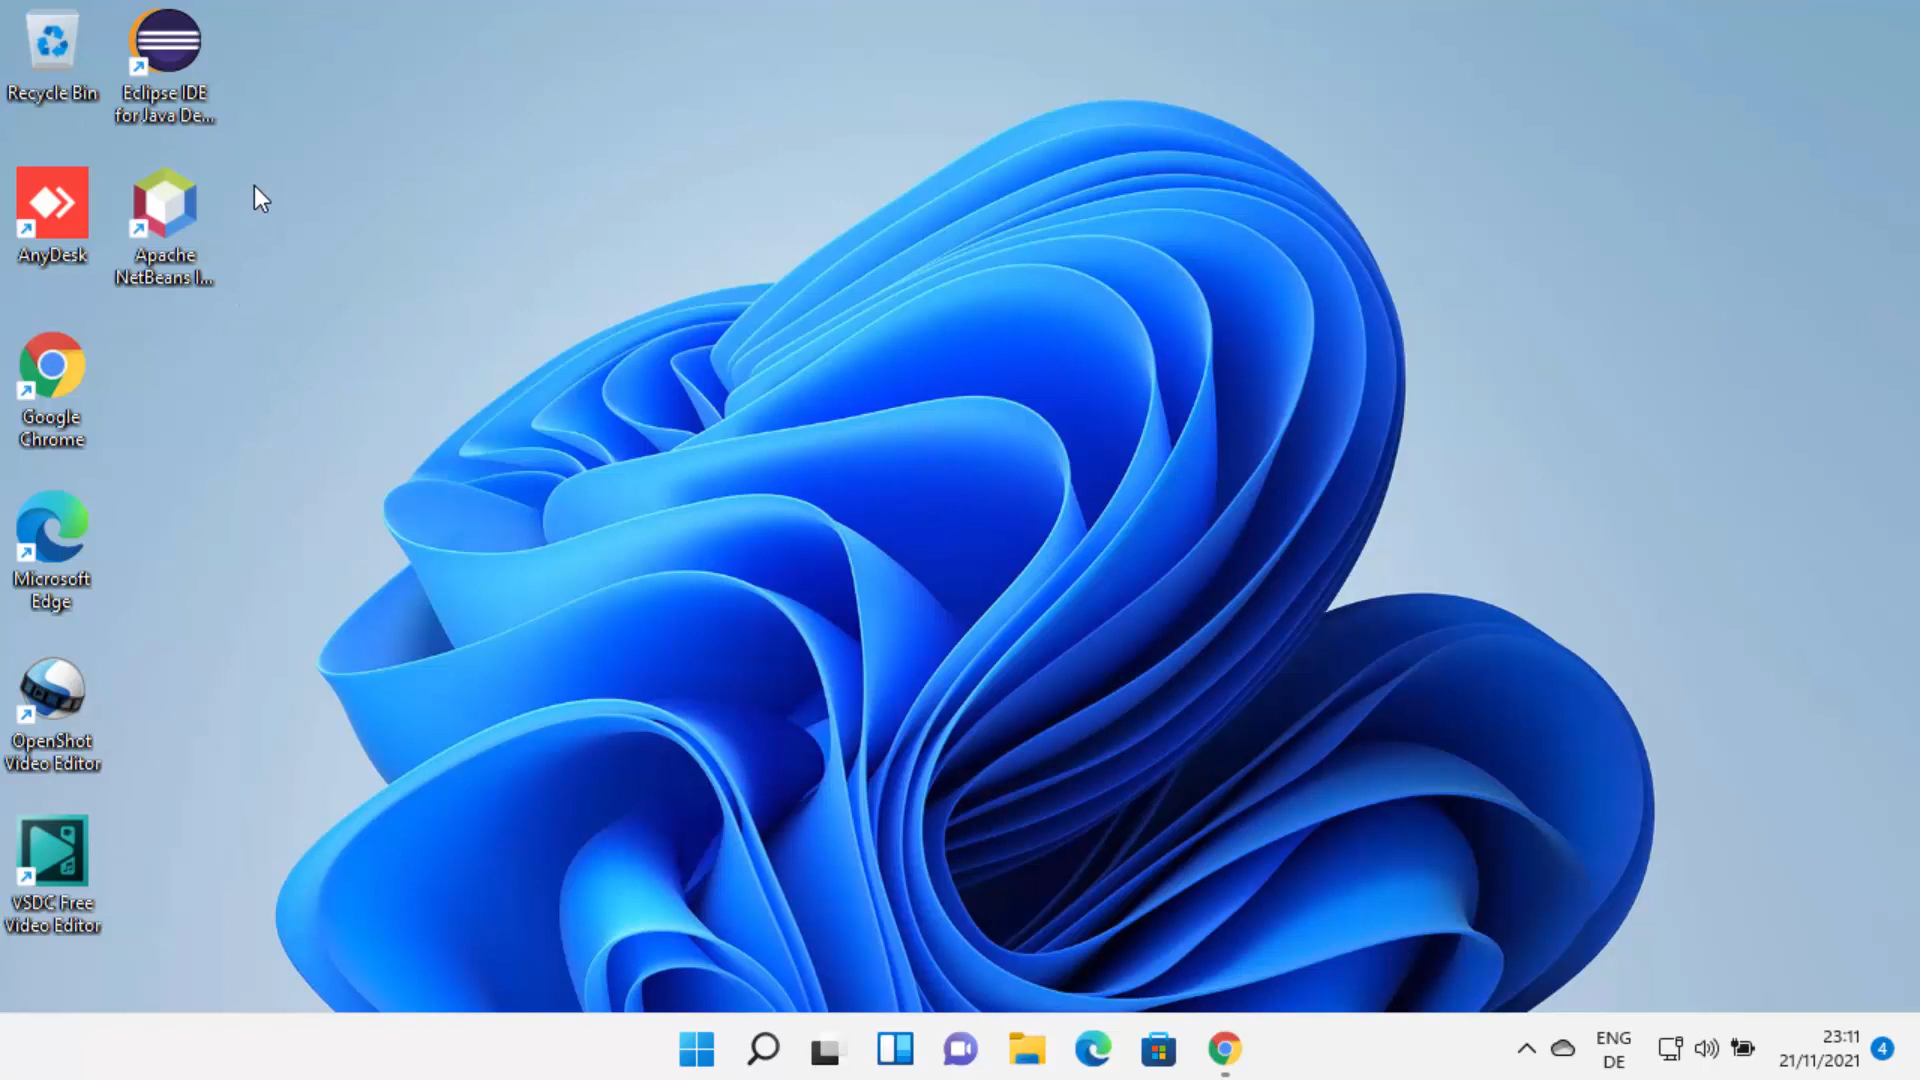 Recycle Bin
Eclipse IDE
for Java De...
AnyDesk
Apache
NetBeans I...
Google
Chrome
Microsoft
Edge
OpenShot
Video Editor
VSDC Free
Video Editor
ENG
DE
23:11
21/11/2021
4